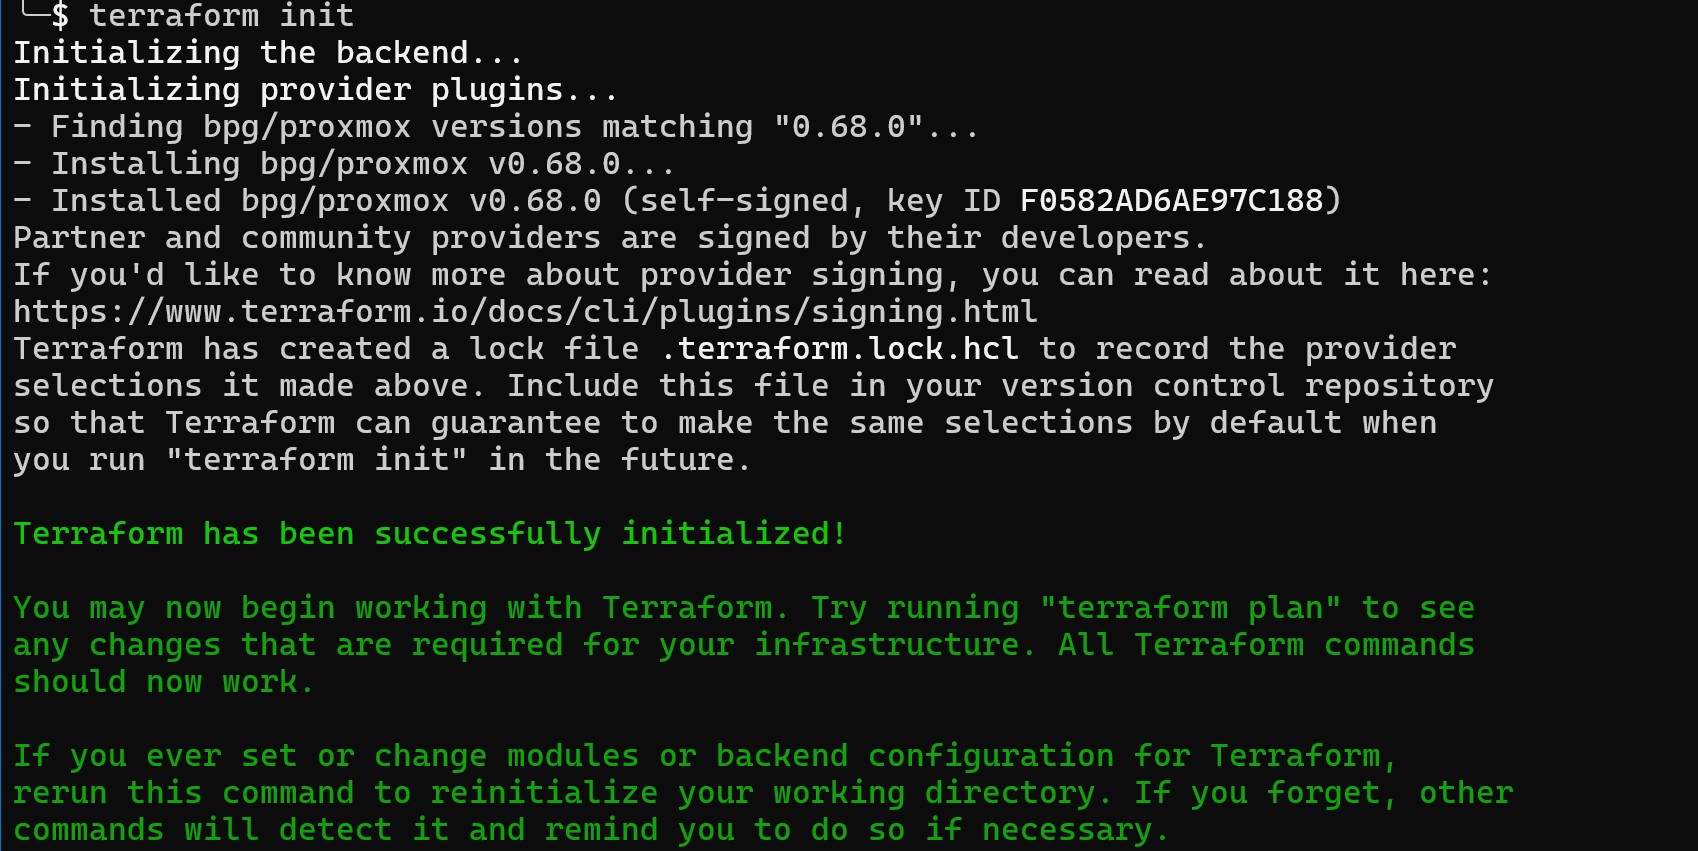 └─$ terraform init
Initializing the backend...
Initializing provider plugins...
- Finding bpg/proxmox versions matching "0.68.0"...
- Installing bpg/proxmox v0.68.0...
- Installed bpg/proxmox v0.68.0 (self-signed, key ID F0582AD6AE97C188)
Partner and community providers are signed by their developers.
If you'd like to know more about provider signing, you can read about it here:
https://www.terraform.io/docs/cli/plugins/signing.html
Terraform has created a lock file .terraform.lock.hcl to record the provider
selections it made above. Include this file in your version control repository
so that Terraform can guarantee to make the same selections by default when
you run "terraform init" in the future.
Terraform has been successfully initialized!
You may now begin working with Terraform. Try running "terraform plan" to see
any changes that are required for your infrastructure. All Terraform commands
should now work.
If you ever set or change modules or backend configuration for Terraform,
rerun this command to reinitialize your working directory. If you forget, other
commands will detect it and remind you to do so if necessary.